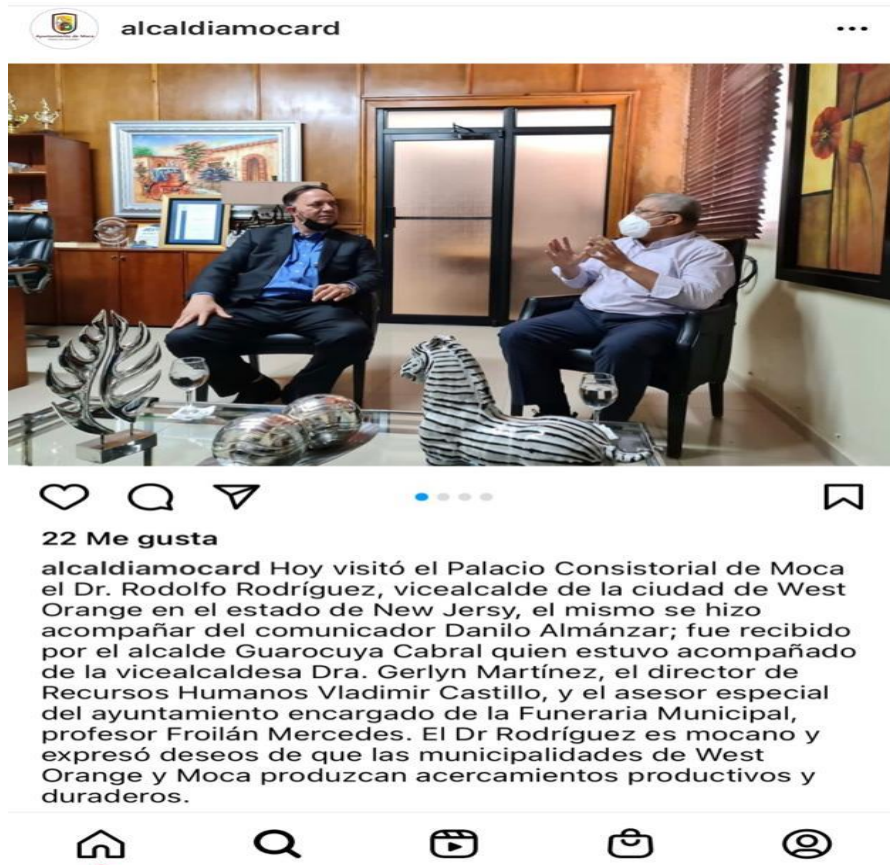 alcaldiamocard
22 Me gusta
alcaldiamocard Hoy visitó el Palacio Consistorial de Moca
el Dr. Rodolfo Rodríguez, vicealcalde de la ciudad de West
Orange en el estado de New Jersy, el mismo se hizo
acompañar del comunicador Danilo Almánzar; fue recibido
por el alcalde Guarocuya Cabral quien estuvo acompañado
de la vicealcaldesa Dra. Gerlyn Martínez, el director de
Recursos Humanos Vladimir Castillo, y el asesor especial
del ayuntamiento encargado de la Funeraria Municipal,
profesor Froilán Mercedes. El Dr Rodríguez es mocano y
expresó deseos de que las municipalidades de West
Orange y Moca produzcan acercamientos productivos y
duraderos.